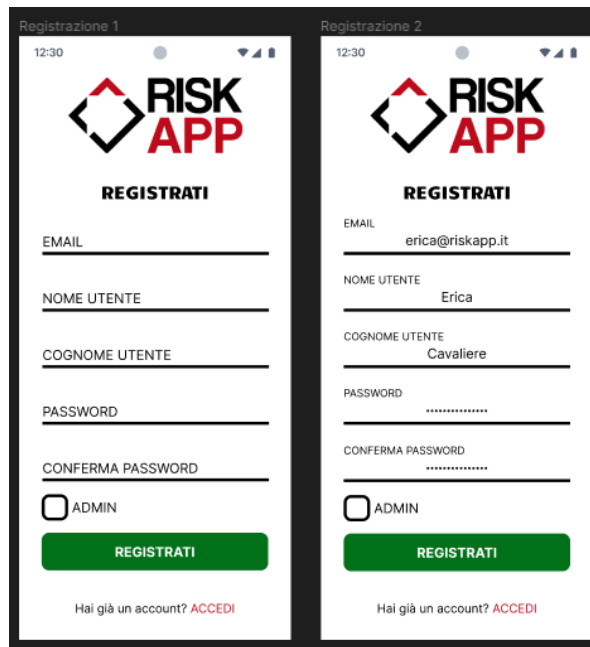 Registrazione 1
12:30
RISK
APP
REGISTRATI
EMAIL
NOME UTENTE
COGNOME UTENTE
PASSWORD
CONFERMA PASSWORD
ADMIN
REGISTRATI
Hai già un account? ACCEDI
Registrazione 2
12:30
RISK
APP
REGISTRATI
EMAIL
erica@riskapp.it
NOME UTENTE
Erica
COGNOME UTENTE
Cavaliere
PASSWORD
···············
CONFERMA PASSWORD
···············
ADMIN
REGISTRATI
Hai già un account? ACCEDI